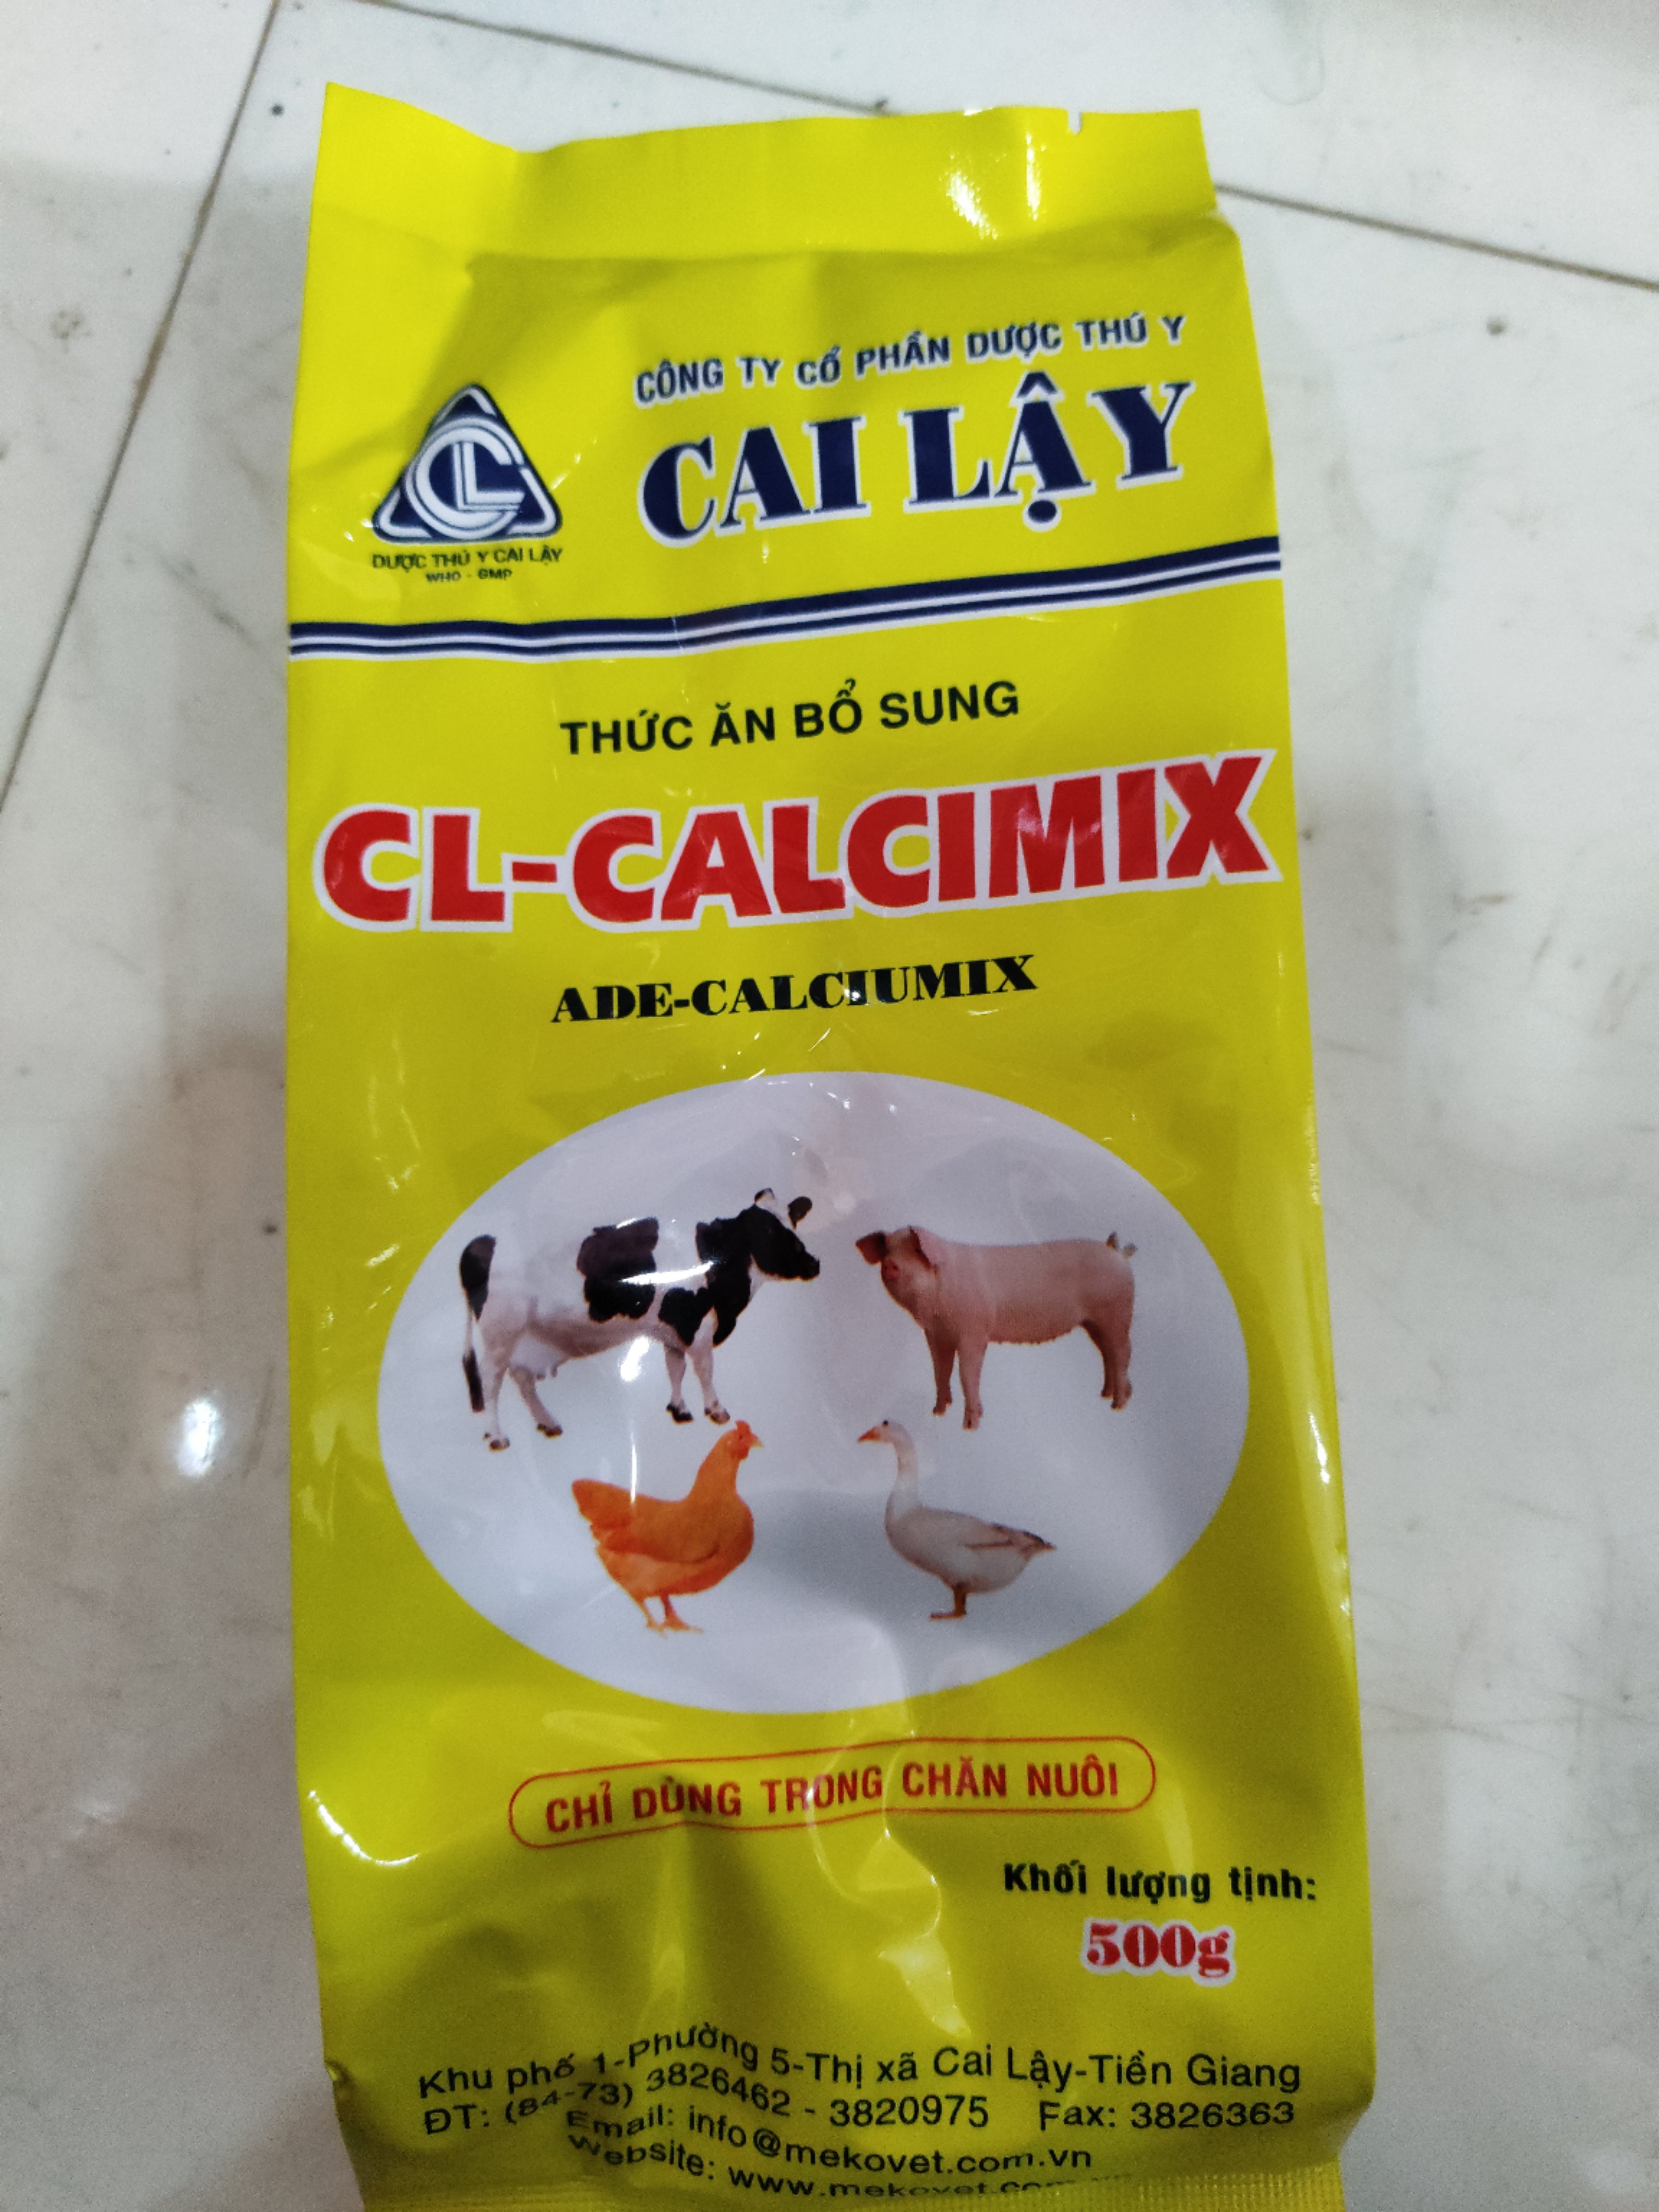 CÔNG TY CỔ PHẦN DƯỢC THÚ Y
CAI LẬY
CL
DƯỢC THÚ Y CAI LẬY
WHO - GMP
THỨC ĂN BỔ SUNG
CL-CALCIMIX
ADE-CALCIUMIX
CHỈ DÙNG TRONG CHĂN NUÔI
Khối lượng tịnh:
500g
Khu phố 1-Phường 5-Thị xã Cai Lậy-Tiền Giang
ĐT: (84-73) 3826462 - 3820975 Fax: 3826363
Email: info@mekovet.com.vn
Website: www.mekovet.com